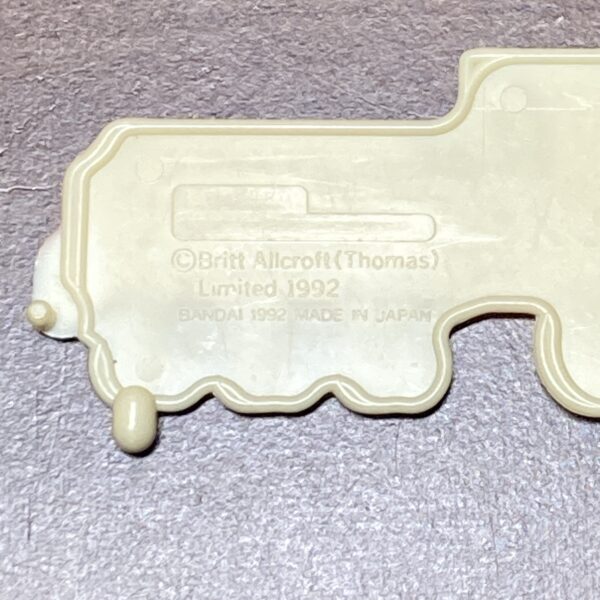 ©Britt Allcroft(Thomas)
Limited 1992
BANDAI 1992 MADE IN JAPAN